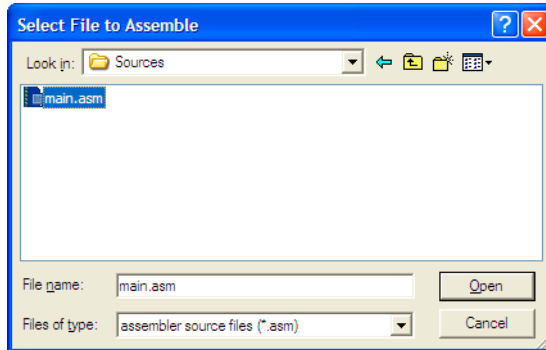 Select File to Assemble
Look in: Sources
main.asm
File name: main.asm Open
Files of type: assembler source files (*.asm) Cancel